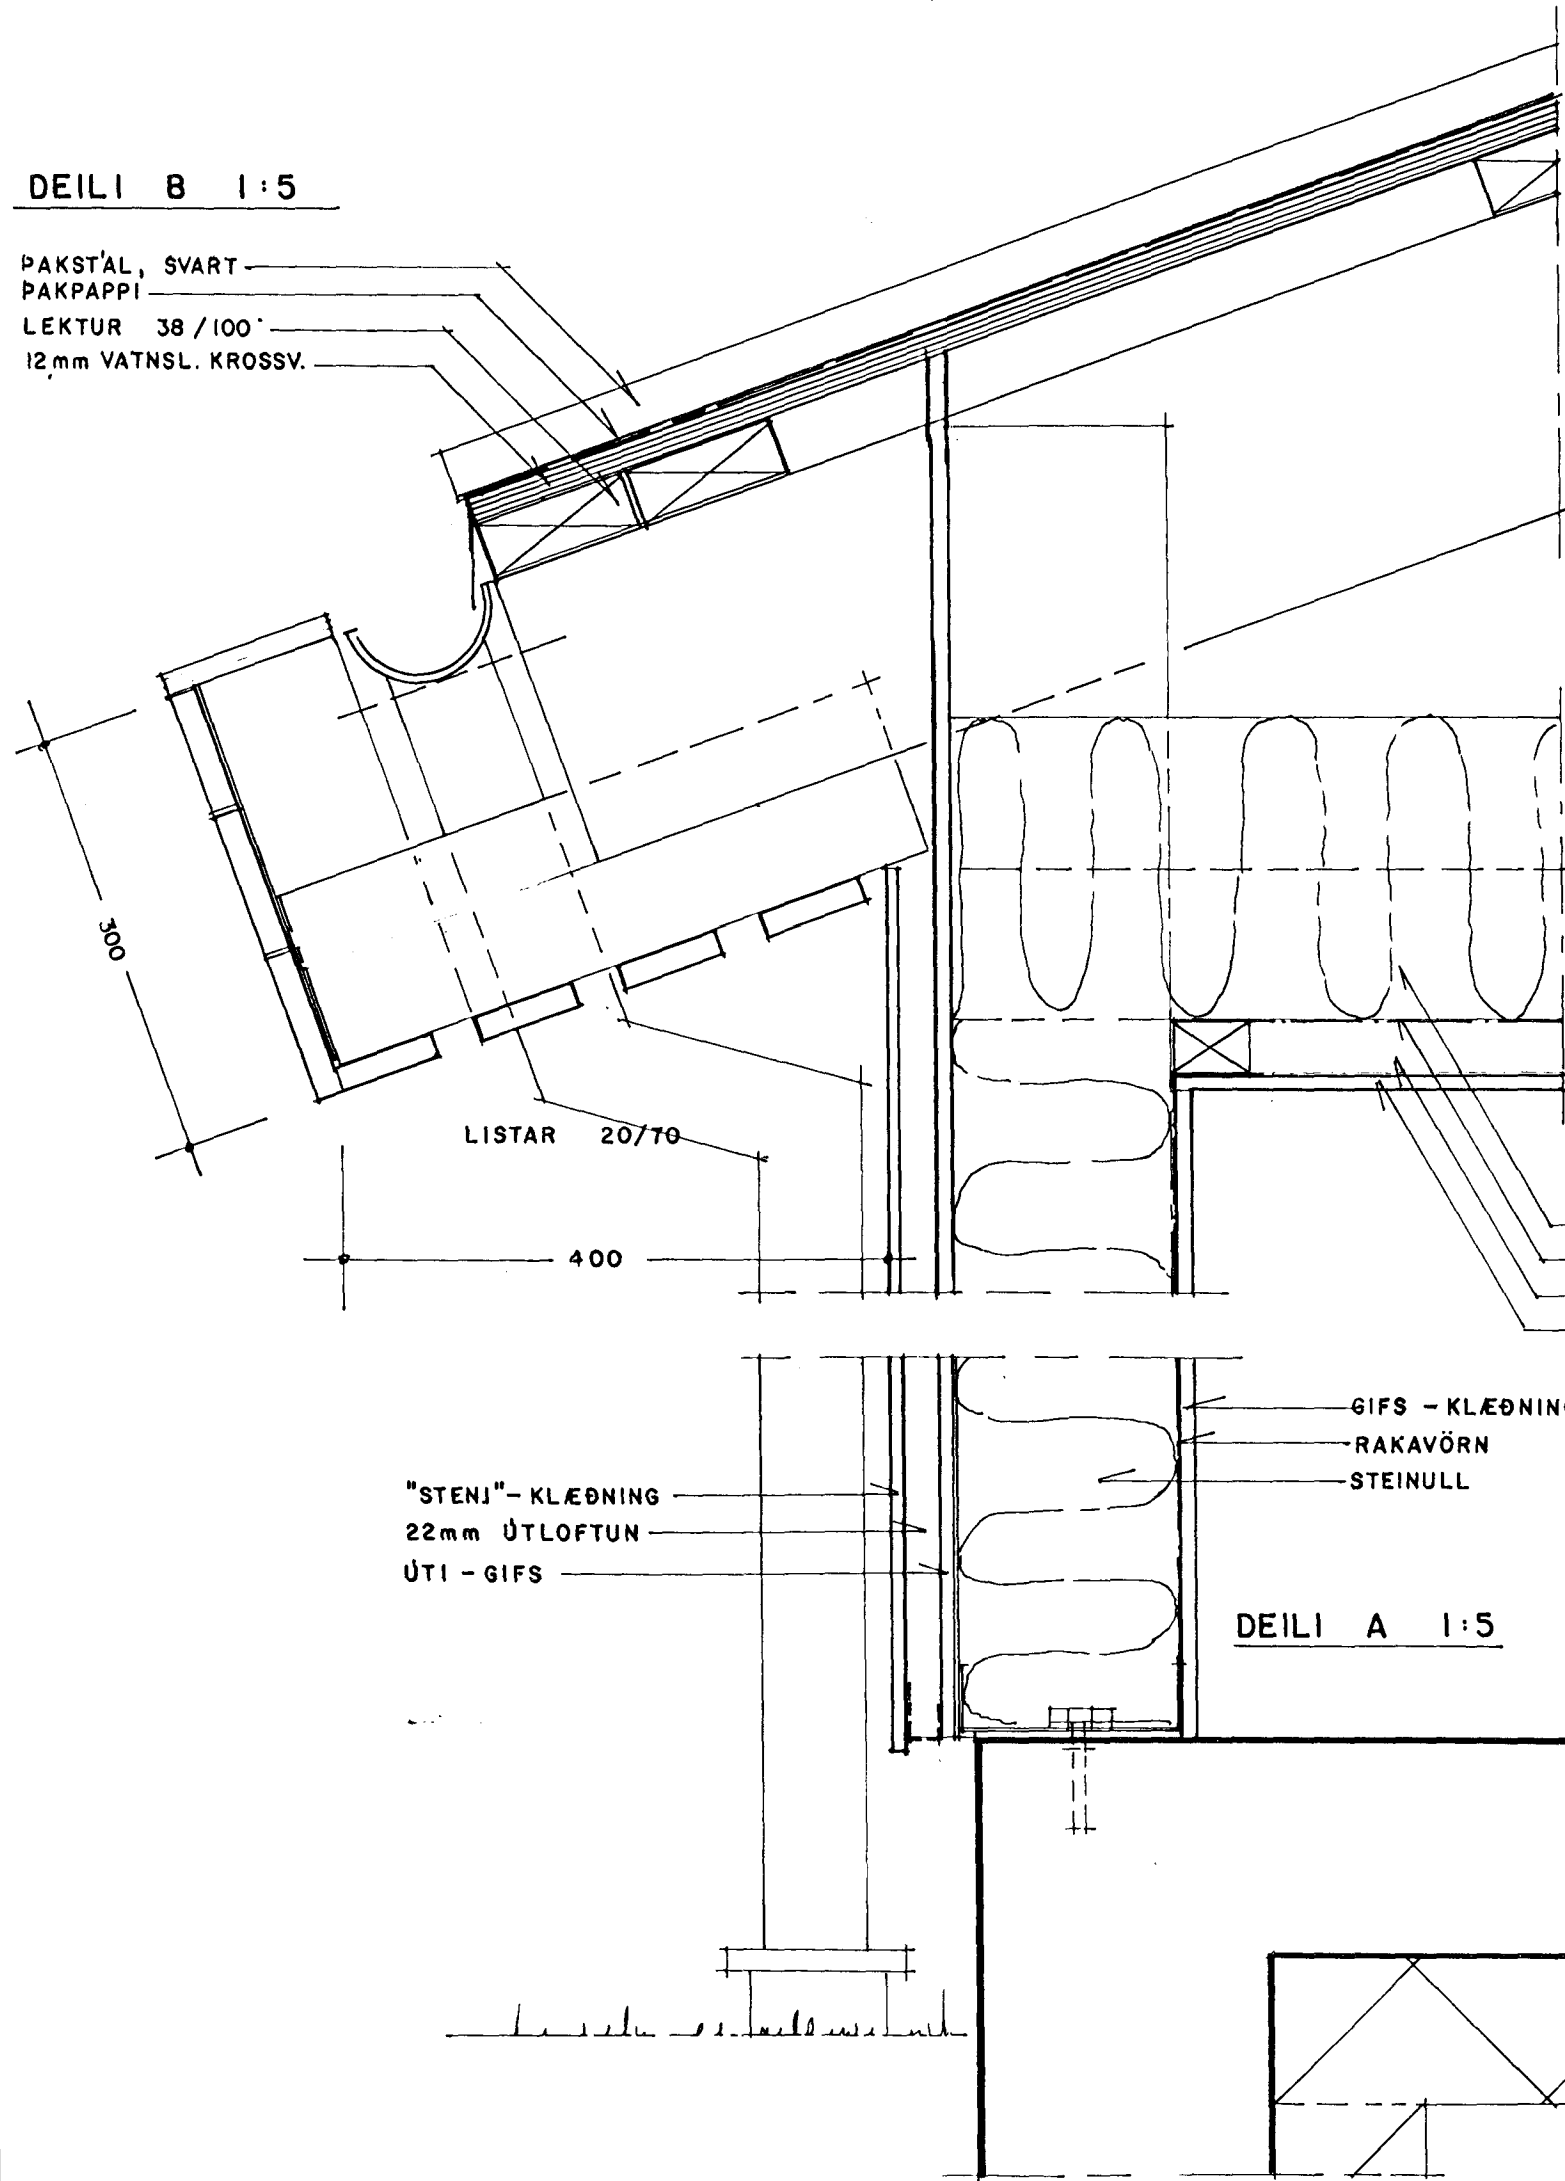 DEILI B 1:5
ÞAKSTÁL, SVART
ÞAKPAPPI
LEKTUR 38/100
12mm VATNSL. KROSSV.
300
LISTAR 20/70
400
GIFS - KLÆÐNIN
RAKAVÖRN
STEINULL
"STENI" - KLÆÐNING
22mm ÚTLOFTUN
ÚTI - GIFS
DEILI A 1:5